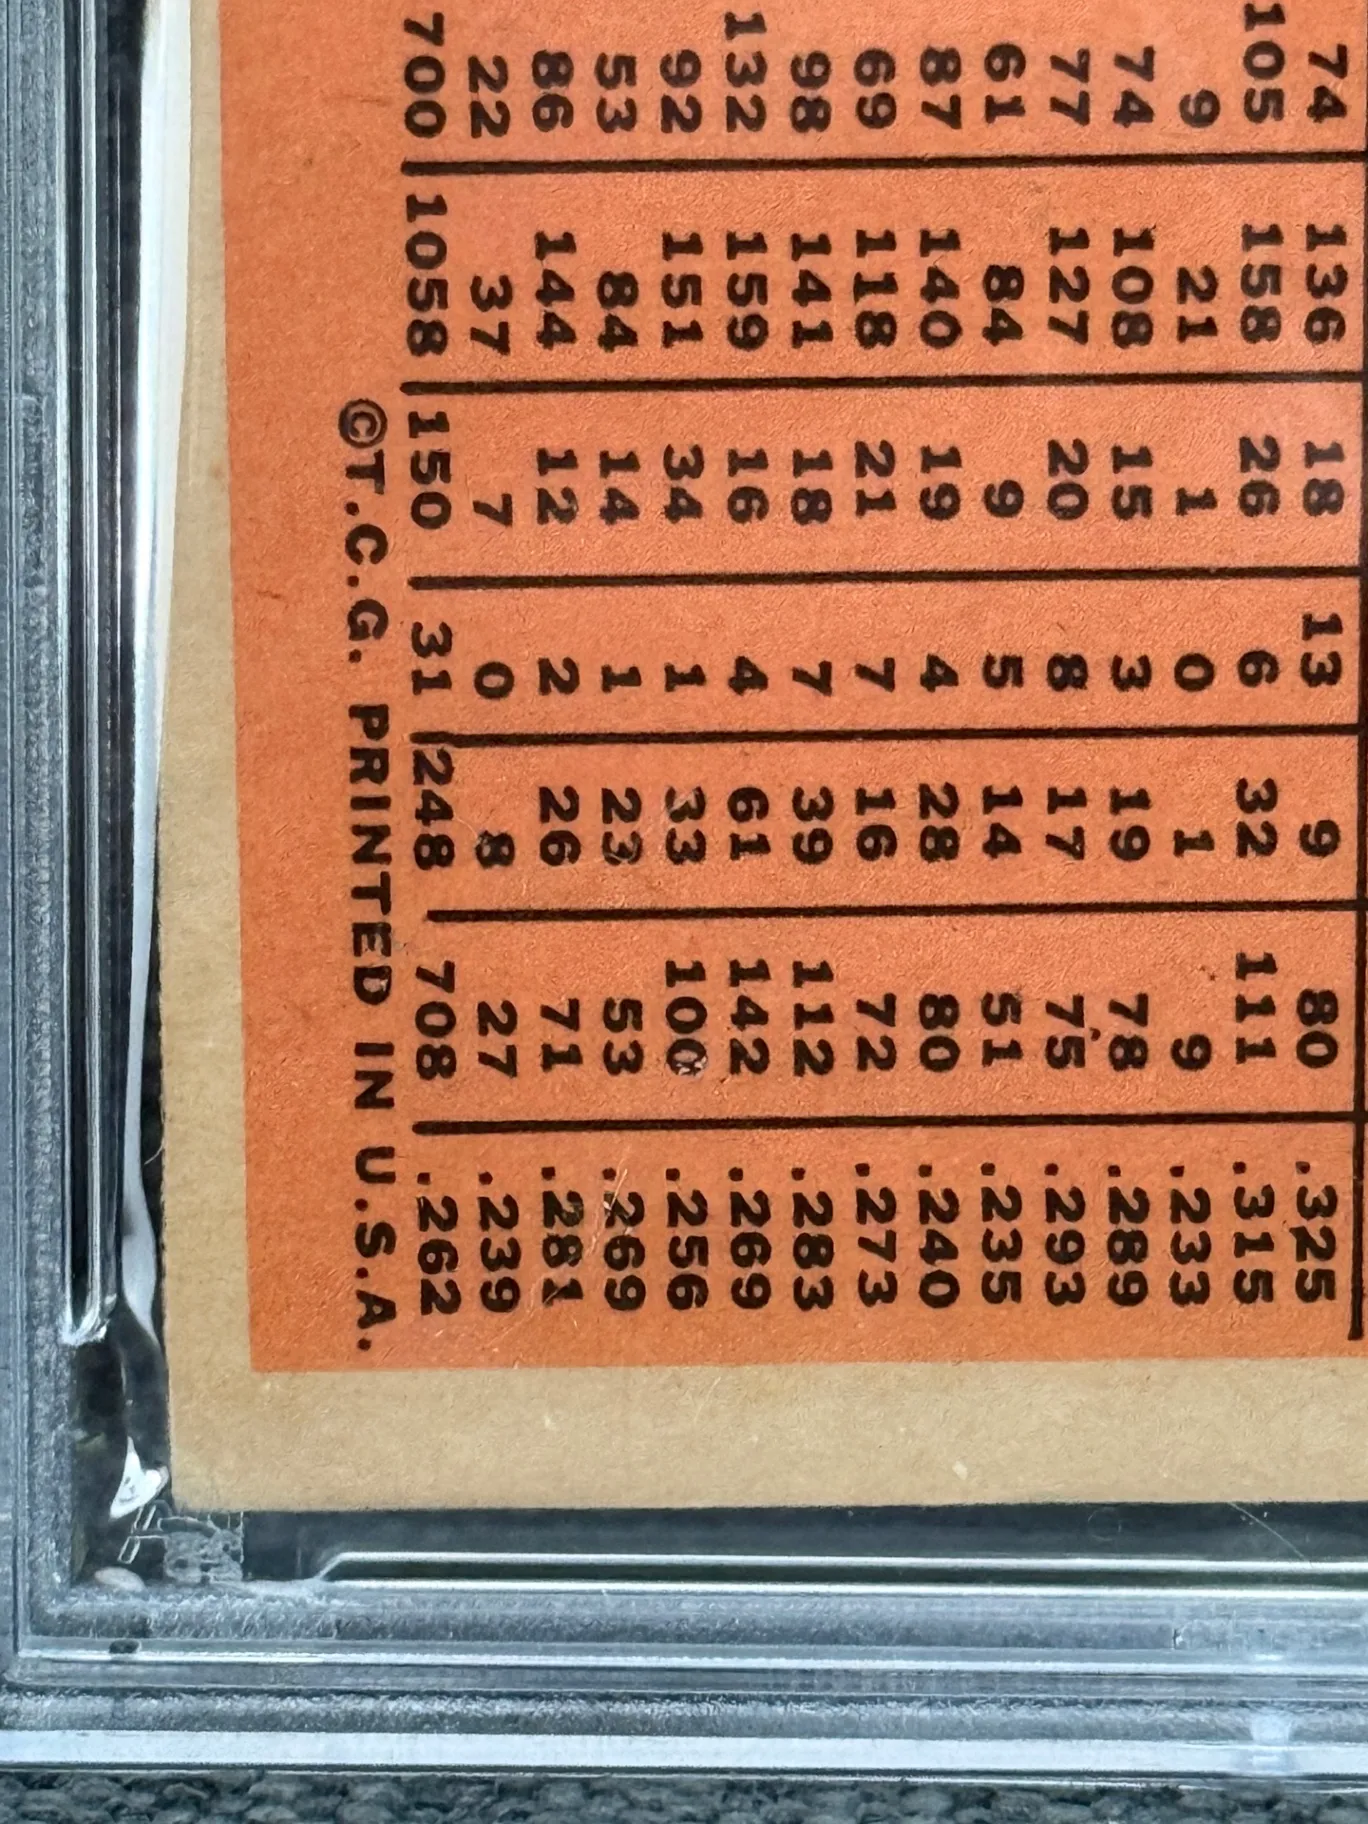 74 136 18 13 9 80 .325
105 158 26 6 32 111 .315
9 21 1 0 1 9 .233
74 108 15 3 19 78 .289
77 127 20 8 17 75 .293
61 84 9 5 14 51 .235
87 140 19 4 28 80 .240
69 118 21 7 16 72 .273
98 141 18 7 39 112 .283
132 159 16 4 61 142 .269
92 151 34 1 33 100 .256
53 84 14 1 23 53 .269
86 144 12 2 26 71 .281
22 37 7 0 8 27 .239
700 1058 150 31 248 708 .262
©T.C.G. PRINTED IN U.S.A.